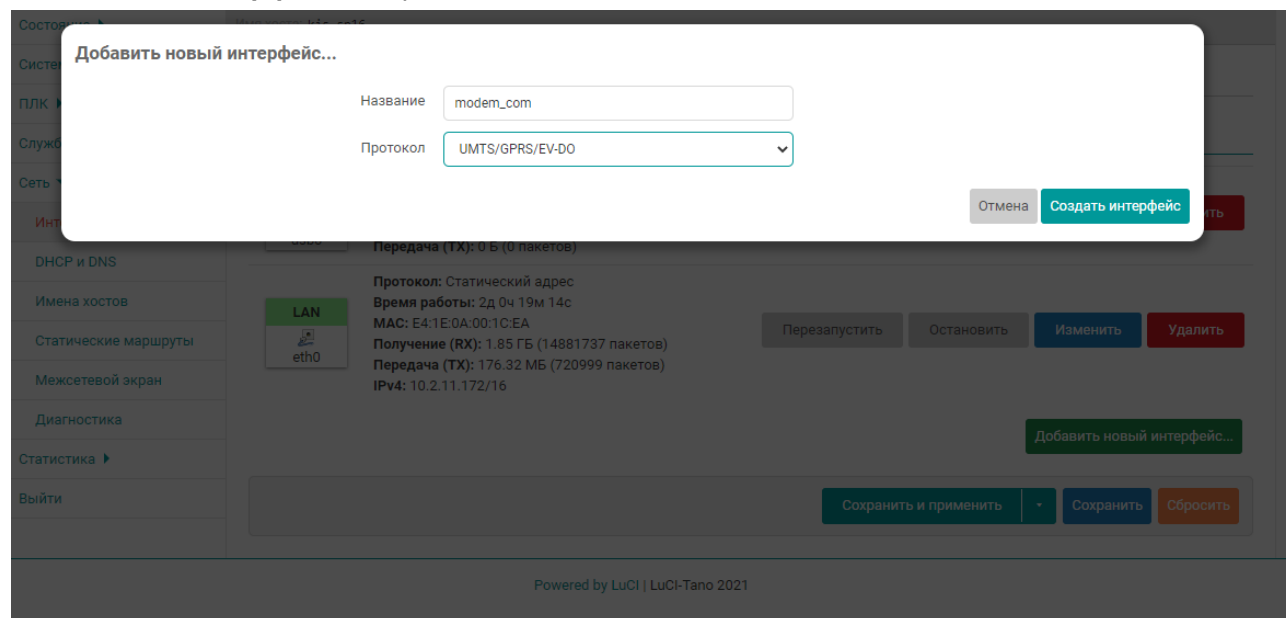 Добавить новый интерфейс...
Название modem_com
Протокол UMTS/GPRS/EV-DO
Отмена Создать интерфейс
ПЛК
Сеть
DHCP и DNS
Имена хостов
Статические маршруты
Межсетевой экран
Диагностика
Статистика
Выйти
Передача (TX): 0 Б (0 пакетов)
LAN
eth0
Протокол: Статический адрес
Время работы: 2д 0ч 19м 14с
MAC: E4:1E:0A:00:1C:EA
Получение (RX): 1.85 ГБ (14881737 пакетов)
Передача (TX): 176.32 МБ (720999 пакетов)
IPv4: 10.2.11.172/16
Перезапустить Остановить Изменить Удалить
Добавить новый интерфейс...
Сохранить и применить Сохранить Сбросить
Powered by LuCI | LuCI-Tano 2021